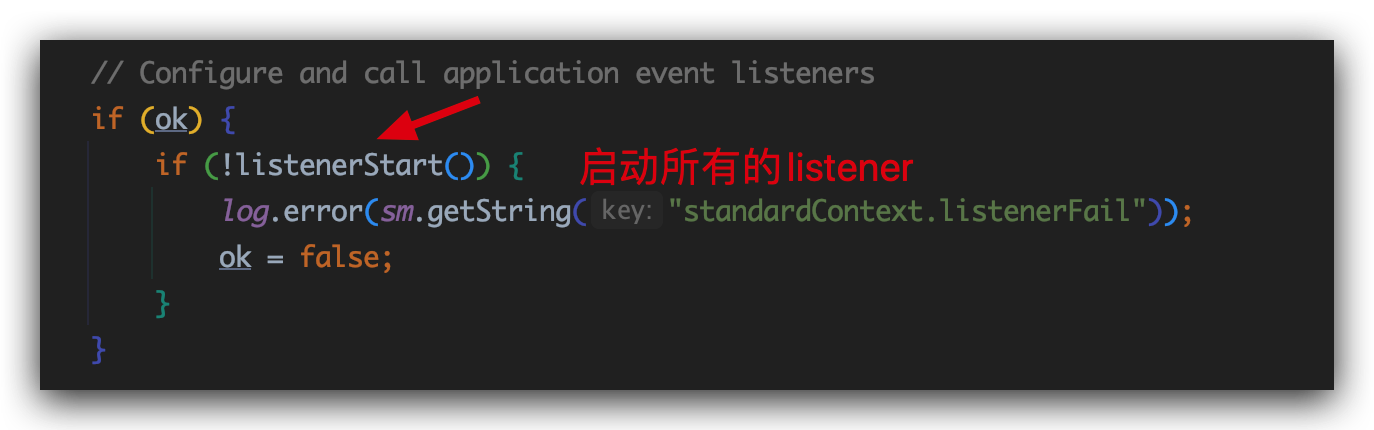 // Configure and call application event listeners
if (ok) {
if (!listenerStart()) { 启动所有的listener
log.error(sm.getString( key: "standardContext.listenerFail"));
ok = false;
}
}